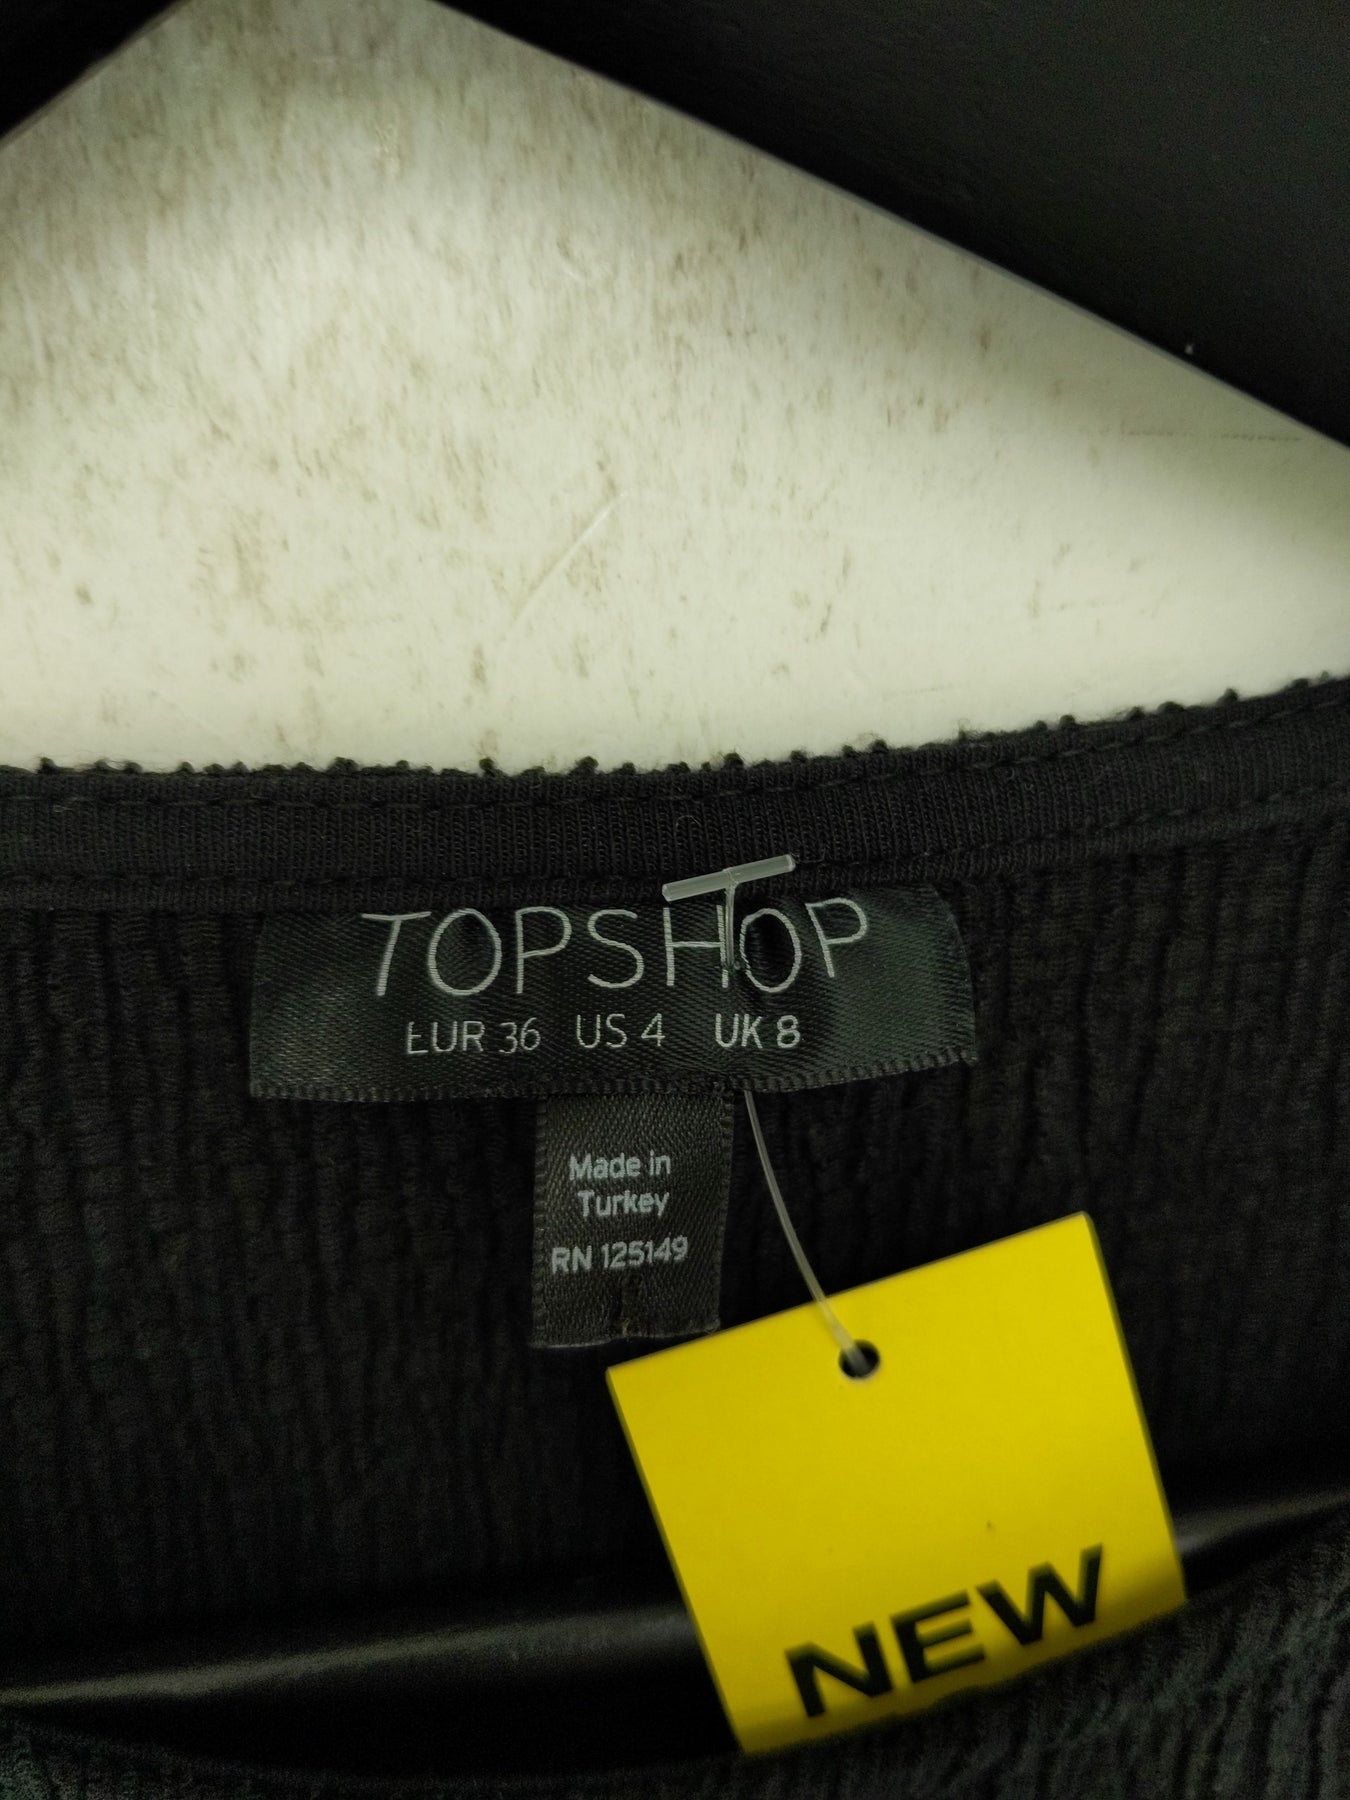 TOPSHOP
EUR 36 US 4 UK 8
Made in
Turkey
RN 125149
NEW